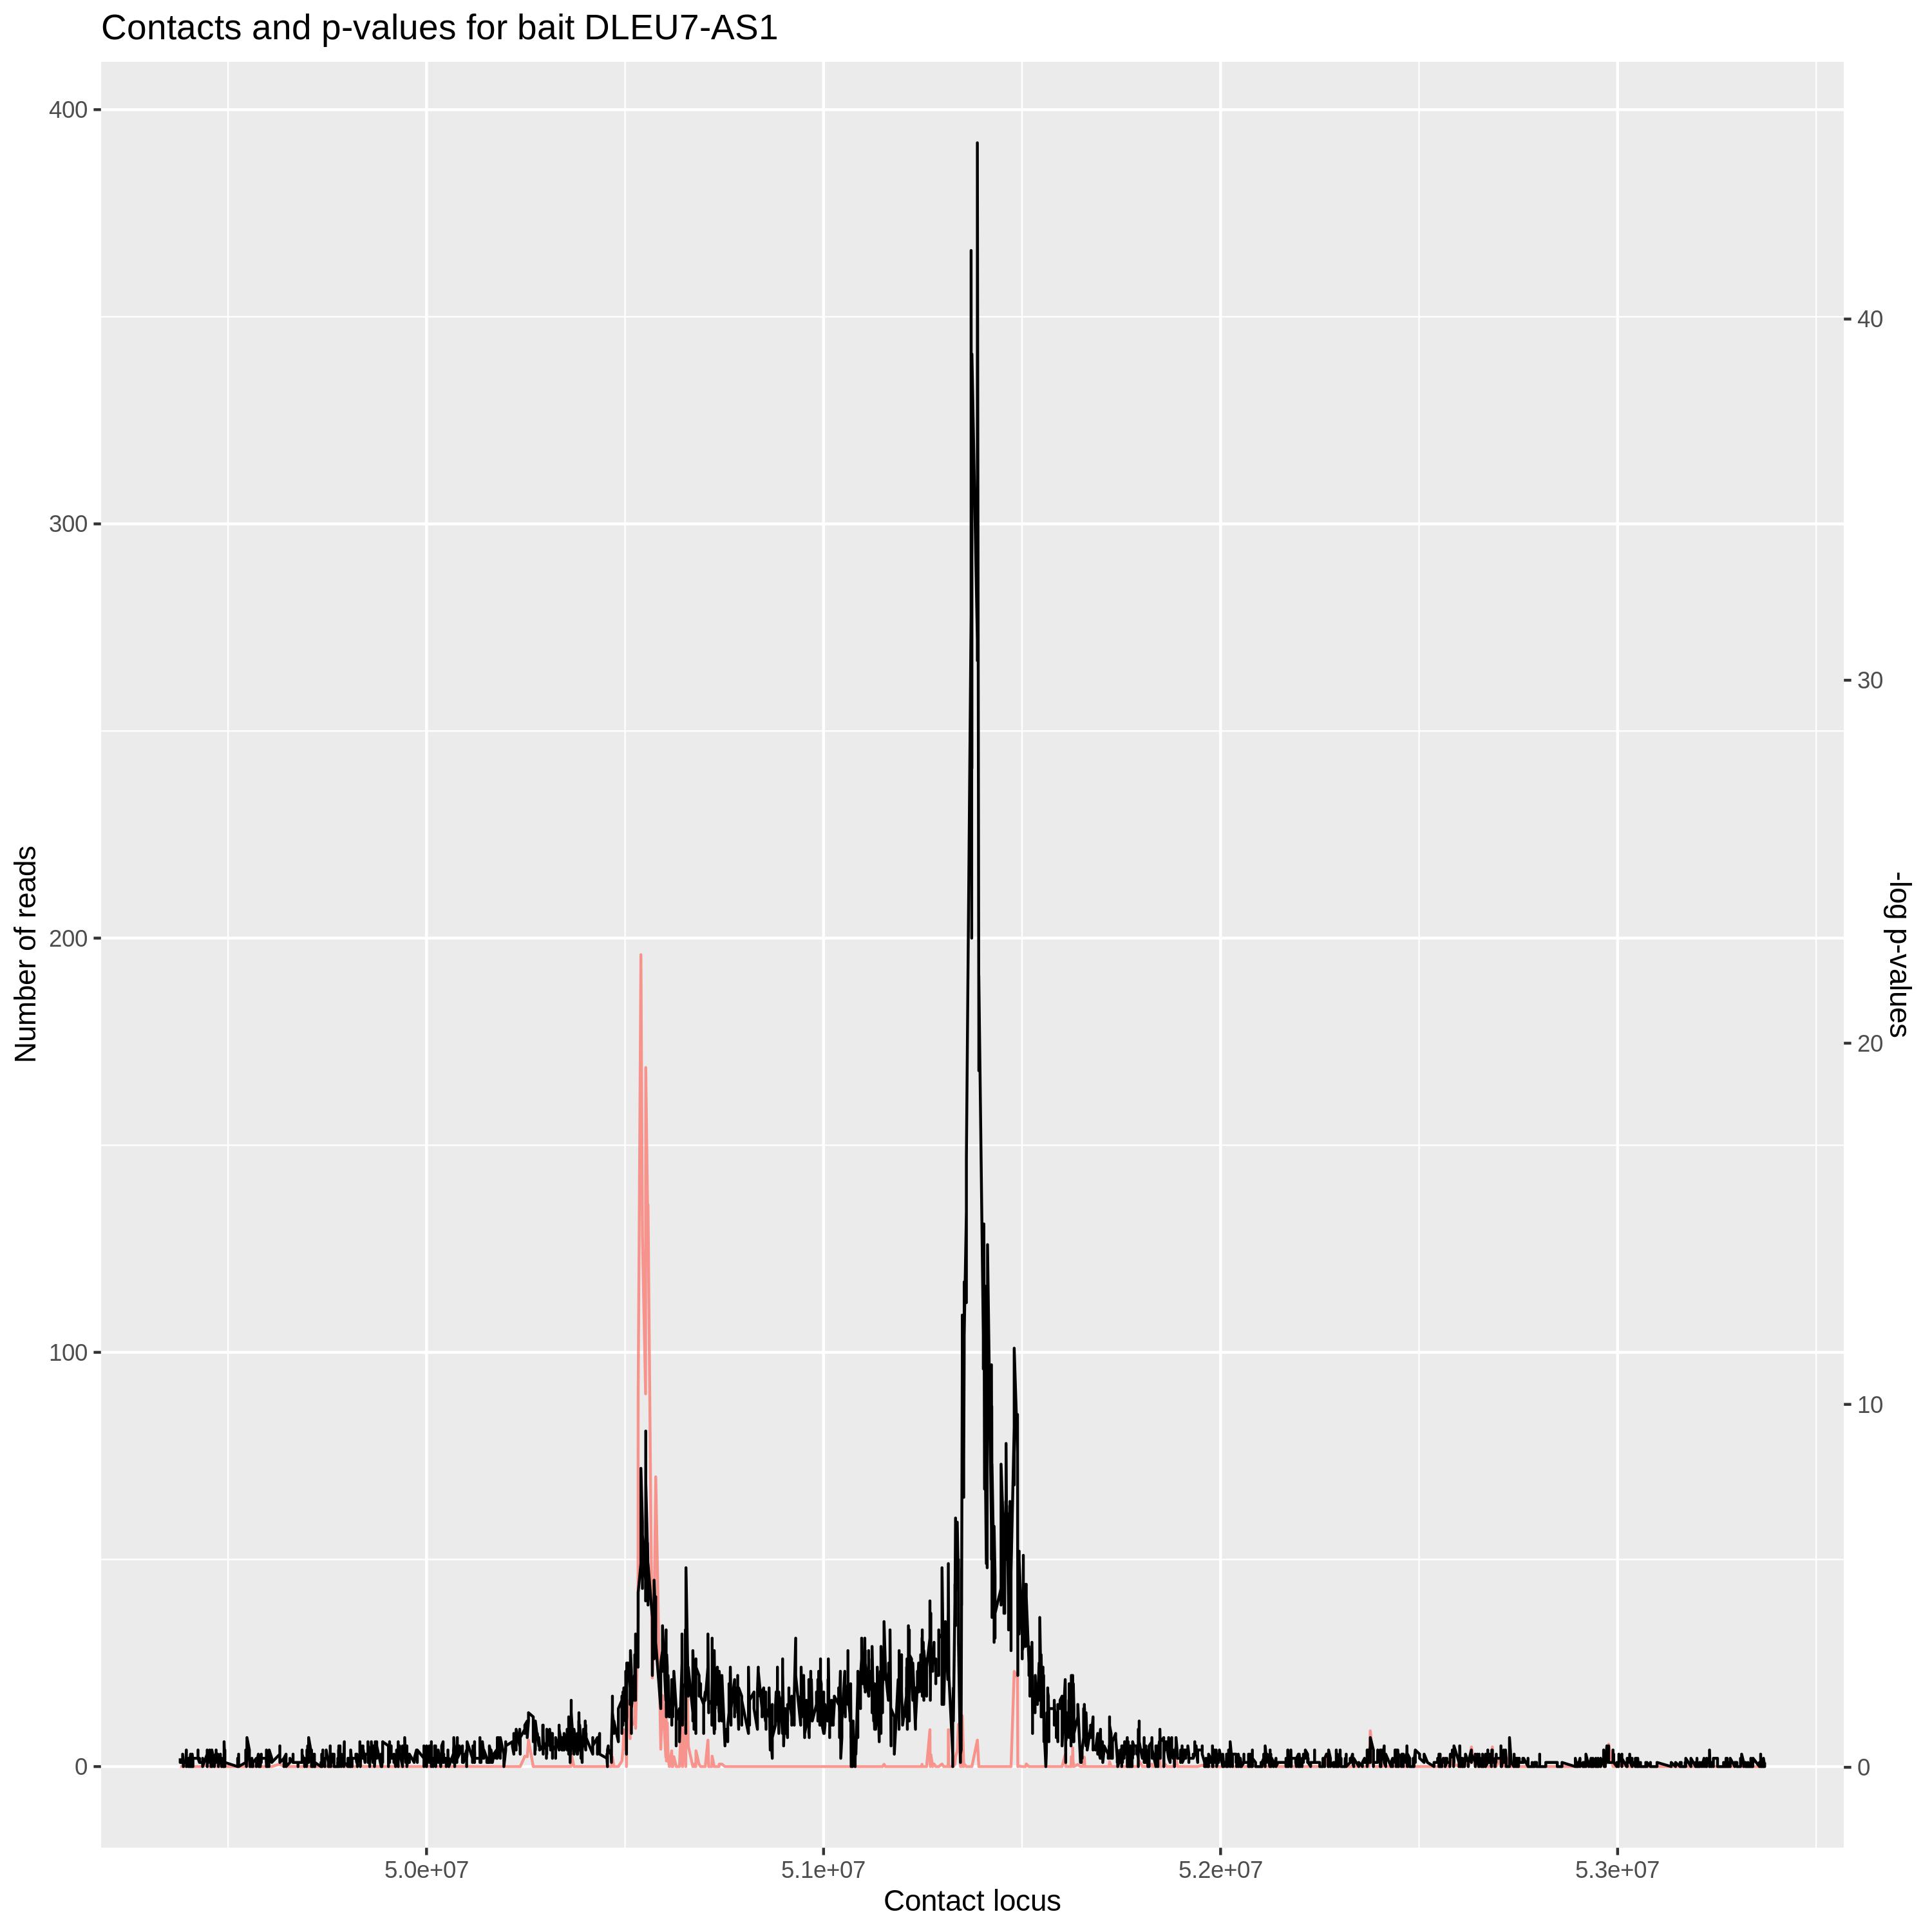 Contacts and p-values for bait DLEU7-AS1
400
300
200
100
0
Number of reads
40
30
20
10
0
-log p-values
5.0e+07
5.1e+07
5.2e+07
5.3e+07
Contact locus